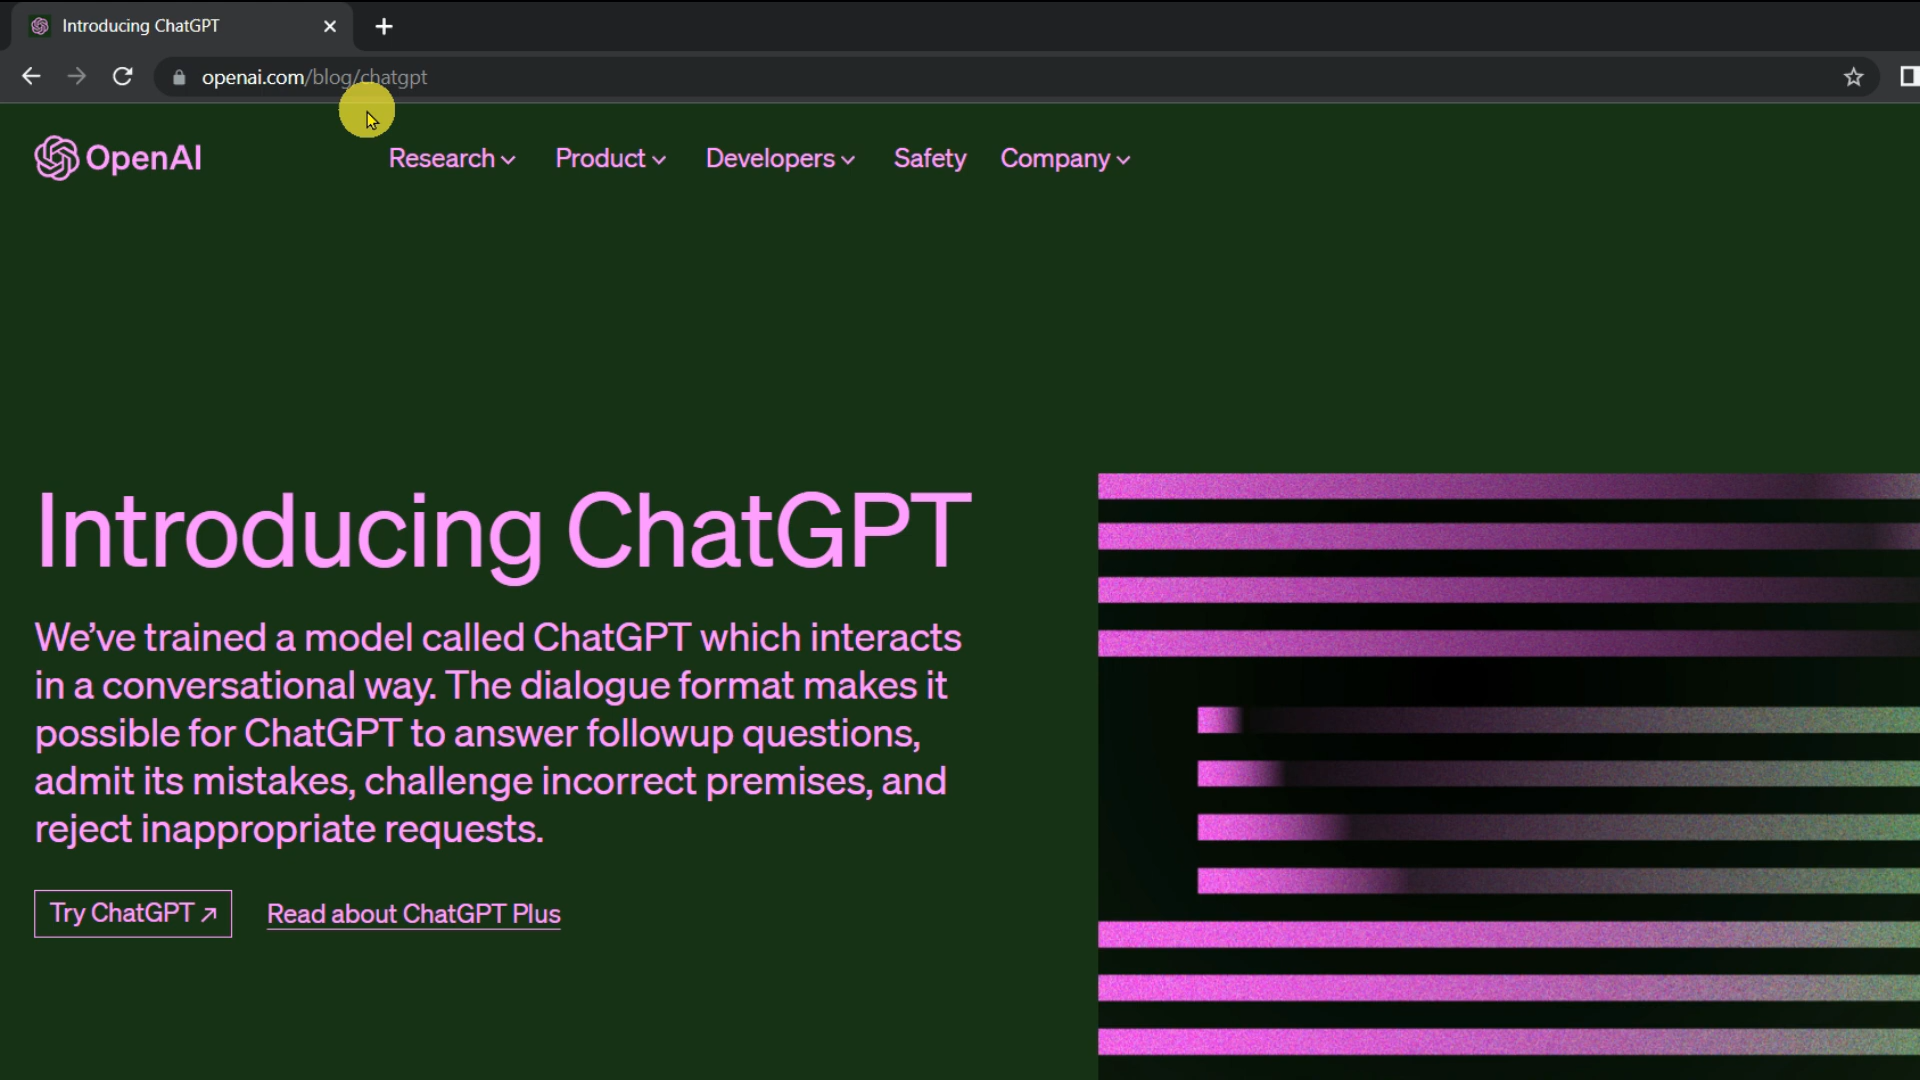 Introducing ChatGPT
openai.com/blog/chatgpt
OpenAI
Research
Product
Developers
Safety
Company
Introducing ChatGPT
We’ve trained a model called ChatGPT which interacts
in a conversational way. The dialogue format makes it
possible for ChatGPT to answer followup questions,
admit its mistakes, challenge incorrect premises, and
reject inappropriate requests.
Try ChatGPT ↗
Read about ChatGPT Plus